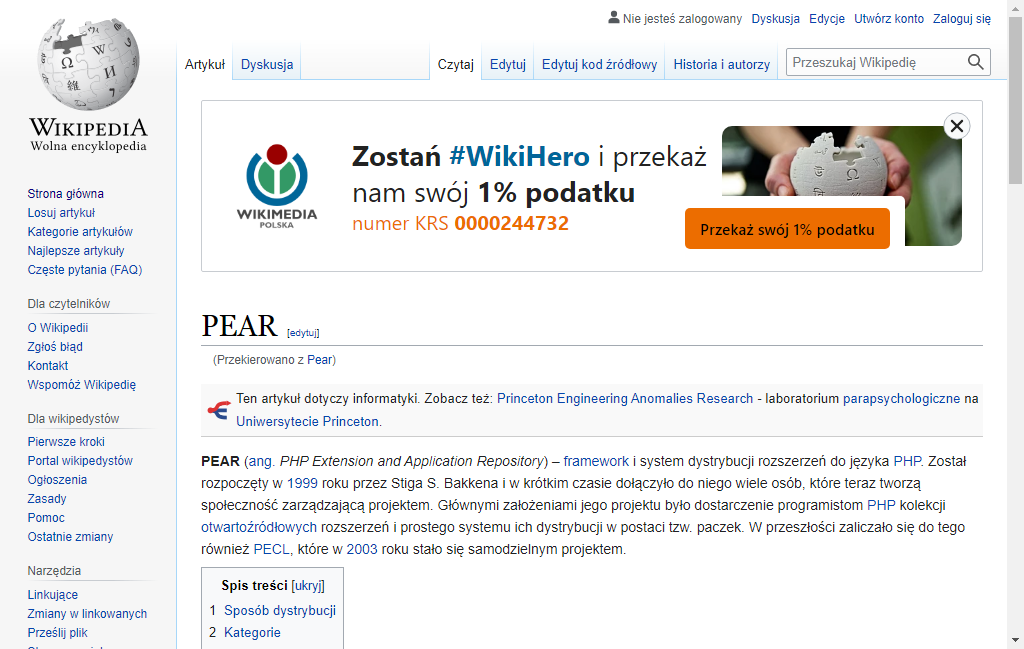 Nie jesteś zalogowany Dyskusja Edycje Utwórz konto Zaloguj się
Artykuł Dyskusja Czytaj Edytuj Edytuj kod źródłowy Historia i autorzy Przeszukaj Wikipedię
WIKIPEDIA
Wolna encyklopedia
Strona główna
Losuj artykuł
Kategorie artykułów
Najlepsze artykuły
Częste pytania (FAQ)
Dla czytelników
O Wikipedii
Zgłoś błąd
Kontakt
Wspomóż Wikipedię
Dla wikipedystów
Pierwsze kroki
Portal wikipedystów
Ogłoszenia
Zasady
Pomoc
Ostatnie zmiany
Narzędzia
Linkujące
Zmiany w linkowanych
Prześlij plik
WIKIMEDIA
POLSKA
Zostań #WikiHero i przekaż
nam swój 1% podatku
numer KRS 0000244732
Przekaż swój 1% podatku
PEAR [edytuj]
(Przekierowano z Pear)
Ten artykuł dotyczy informatyki. Zobacz też: Princeton Engineering Anomalies Research - laboratorium parapsychologiczne na
Uniwersytecie Princeton.
PEAR (ang. PHP Extension and Application Repository) – framework i system dystrybucji rozszerzeń do języka PHP. Został
rozpoczęty w 1999 roku przez Stiga S. Bakkena i w krótkim czasie dołączyło do niego wiele osób, które teraz tworzą
społeczność zarządzającą projektem. Głównymi założeniami jego projektu było dostarczenie programistom PHP kolekcji
otwartoźródłowych rozszerzeń i prostego systemu ich dystrybucji w postaci tzw. paczek. W przeszłości zaliczało się do tego
również PECL, które w 2003 roku stało się samodzielnym projektem.
Spis treści [ukryj]
1 Sposób dystrybucji
2 Kategorie